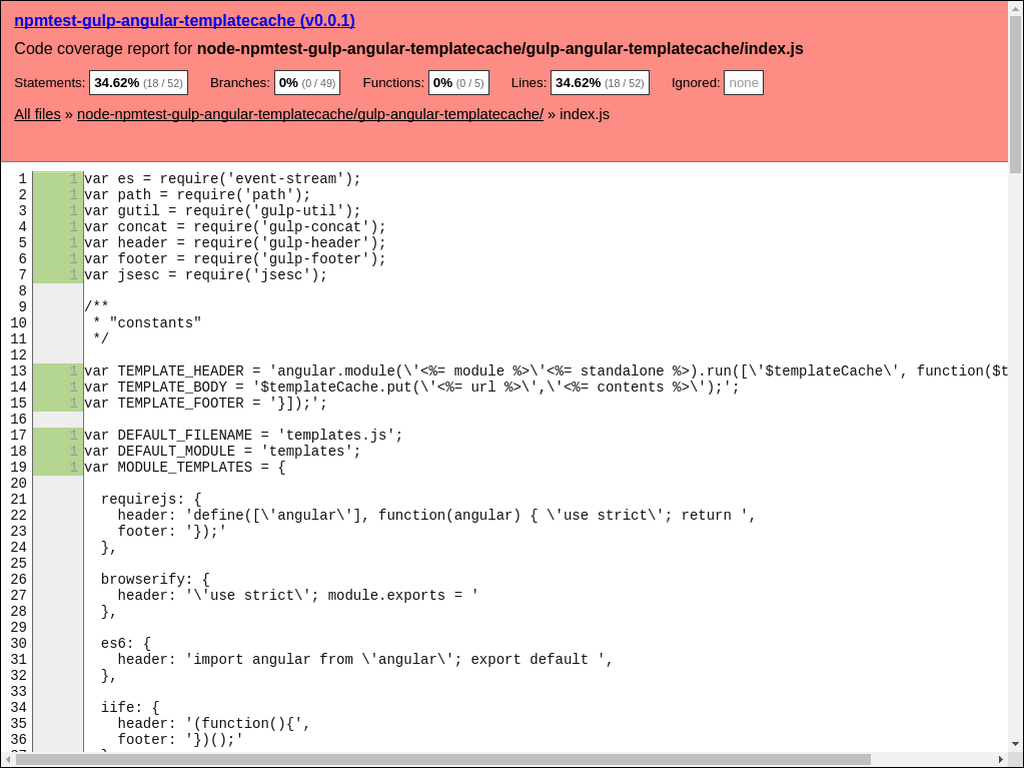 npmtest-gulp-angular-templatecache (v0.0.1)
Code coverage report for node-npmtest-gulp-angular-templatecache/gulp-angular-templatecache/index.js
Statements: 34.62% (18 / 52) Branches: 0% (0 / 49) Functions: 0% (0 / 5) Lines: 34.62% (18 / 52) Ignored: none
All files » node-npmtest-gulp-angular-templatecache/gulp-angular-templatecache/ » index.js
1 1 var es = require('event-stream');
2 1 var path = require('path');
3 1 var gutil = require('gulp-util');
4 1 var concat = require('gulp-concat');
5 1 var header = require('gulp-header');
6 1 var footer = require('gulp-footer');
7 1 var jsesc = require('jsesc');
8
9 /**
10 * "constants"
11 */
12
13 1 var TEMPLATE_HEADER = 'angular.module(\'<%= module %>\'<%= standalone %>).run([\'$templateCache\', function($t
14 1 var TEMPLATE_BODY = '$templateCache.put(\'<%= url %>\',\'<%= contents %>\');';
15 1 var TEMPLATE_FOOTER = '}]);';
16
17 1 var DEFAULT_FILENAME = 'templates.js';
18 1 var DEFAULT_MODULE = 'templates';
19 1 var MODULE_TEMPLATES = {
20
21 requirejs: {
22 header: 'define([\'angular\'], function(angular) { \'use strict\'; return ',
23 footer: '});'
24 },
25
26 browserify: {
27 header: '\'use strict\'; module.exports = '
28 },
29
30 es6: {
31 header: 'import angular from \'angular\'; export default ',
32 },
33
34 iife: {
35 header: '(function(){',
36 footer: '})();'